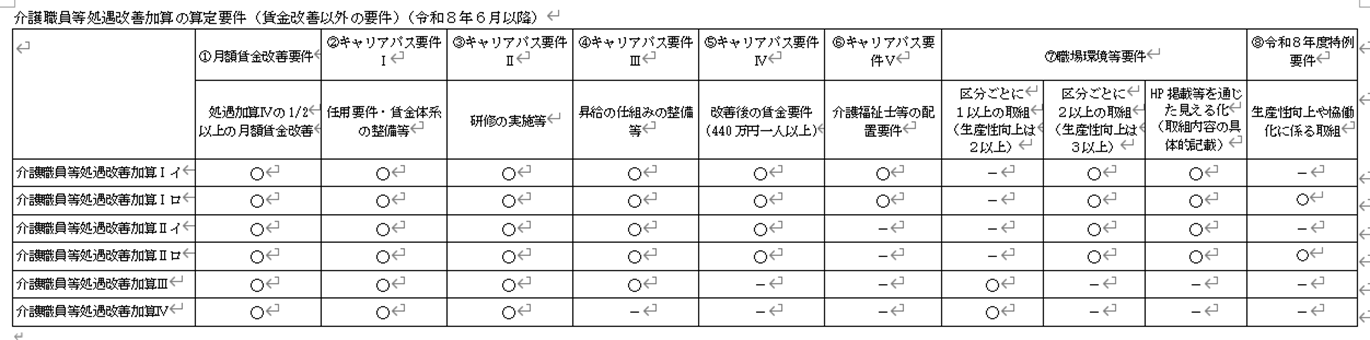 介護職員等処遇改善加算の算定要件（賃金改善以外の要件）（令和８年６月以降）
①月額賃金改善要件 ②キャリアパス要件Ⅰ ③キャリアパス要件Ⅱ ④キャリアパス要件Ⅲ ⑤キャリアパス要件Ⅳ ⑥キャリアパス要件Ⅴ ⑦職場環境等要件 ⑧令和８年度特例要件
処遇加算Ⅳの1/2以上の月額賃金改善 任用要件・賃金体系の整備等 研修の実施等 昇給の仕組みの整備等 改善後の賃金要件（440万円一人以上） 介護福祉士等の配置要件 区分ごとに１以上の取組（生産性向上は２以上） 区分ごとに２以上の取組（生産性向上は３以上） HP掲載等を通じた見える化（取組内容の具体的記載） 生産性向上や協働化に係る取組
介護職員等処遇改善加算Ⅰイ ○ ○ ○ ○ ○ ○ － ○ ○ －
介護職員等処遇改善加算Ⅰロ ○ ○ ○ ○ ○ ○ － ○ ○ ○
介護職員等処遇改善加算Ⅱイ ○ ○ ○ ○ ○ － － ○ ○ －
介護職員等処遇改善加算Ⅱロ ○ ○ ○ ○ ○ － － ○ ○ ○
介護職員等処遇改善加算Ⅲ ○ ○ ○ ○ － － ○ － － －
介護職員等処遇改善加算Ⅳ ○ ○ ○ － － － ○ － － －